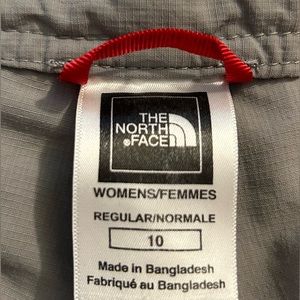 THE
NORTH
®FACE
WOMENS/FEMMES
REGULAR/NORMALE
10
Made in Bangladesh
Fabriqué au Bangladesh